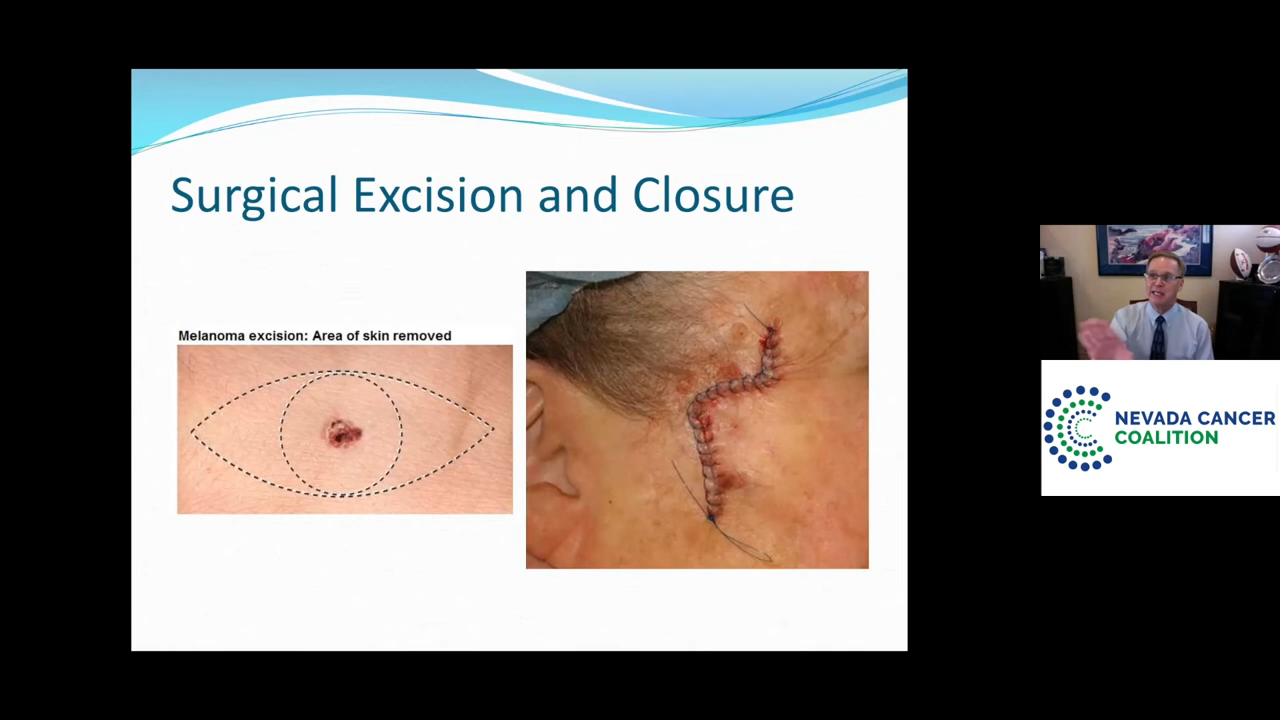 Surgical Excision and Closure
Melanoma excision: Area of skin removed
NEVADA CANCER
COALITION